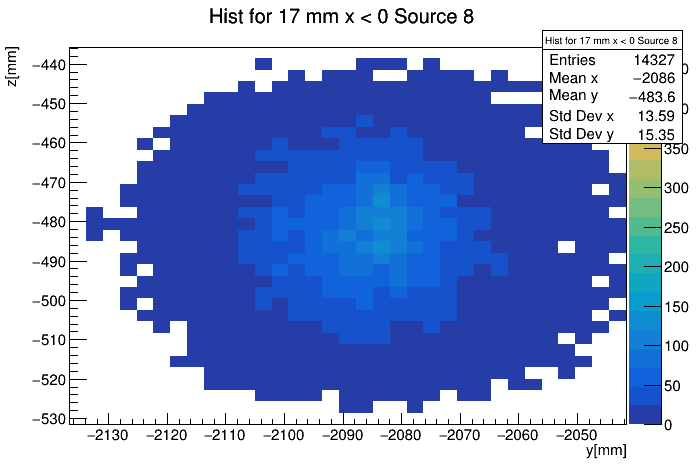 Hist for 17 mm x < 0 Source 8
Hist for 17 mm x < 0 Source 8
Entries 14327
Mean x −2086
Mean y −483.6
Std Dev x 13.59
Std Dev y 15.35
z[mm]
−440
−450
−460
−470
−480
−490
−500
−510
−520
−530
−2130 −2120 −2110 −2100 −2090 −2080 −2070 −2060 −2050
y[mm]
350
300
250
200
150
100
50
0